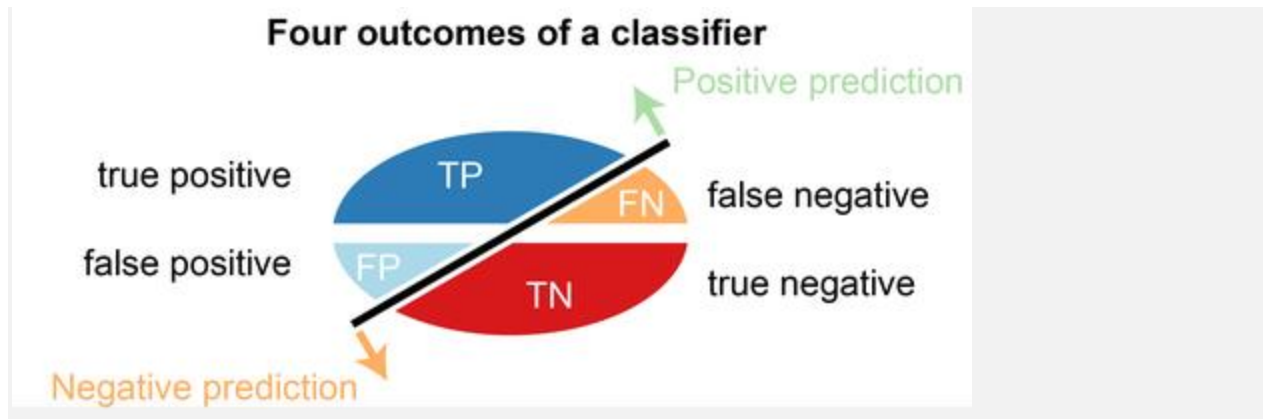 Four outcomes of a classifier
Positive prediction
true positive
TP
FN
false negative
false positive
FP
TN
true negative
Negative prediction